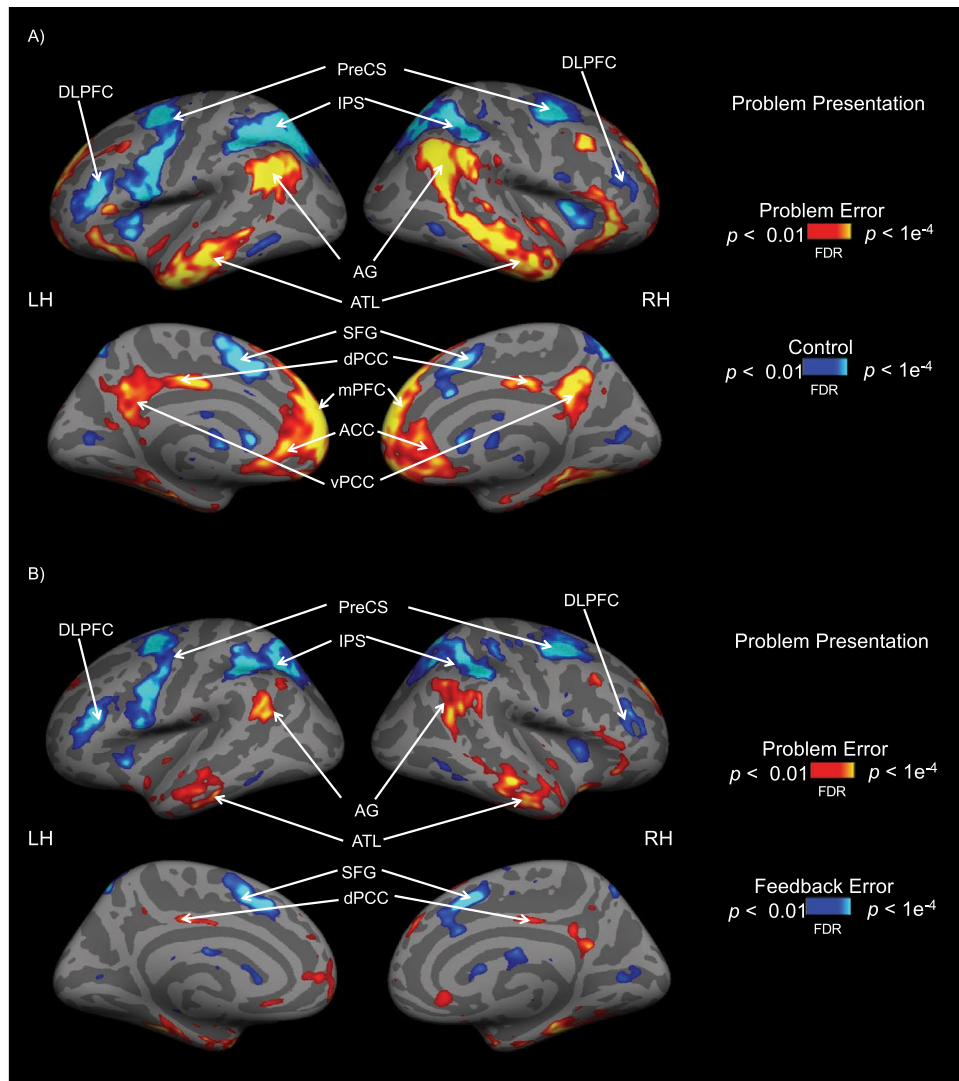 A)
PreCS
DLPFC
DLPFC
IPS
Problem Presentation
Problem Error
p < 0.01 p < 1e-4
FDR
AG
ATL
LH
RH
SFG
dPCC
mPFC
ACC
vPCC
Control
p < 0.01 p < 1e-4
FDR
B)
PreCS
DLPFC
DLPFC
IPS
Problem Presentation
Problem Error
p < 0.01 p < 1e-4
FDR
AG
ATL
LH
RH
SFG
dPCC
Feedback Error
p < 0.01 p < 1e-4
FDR